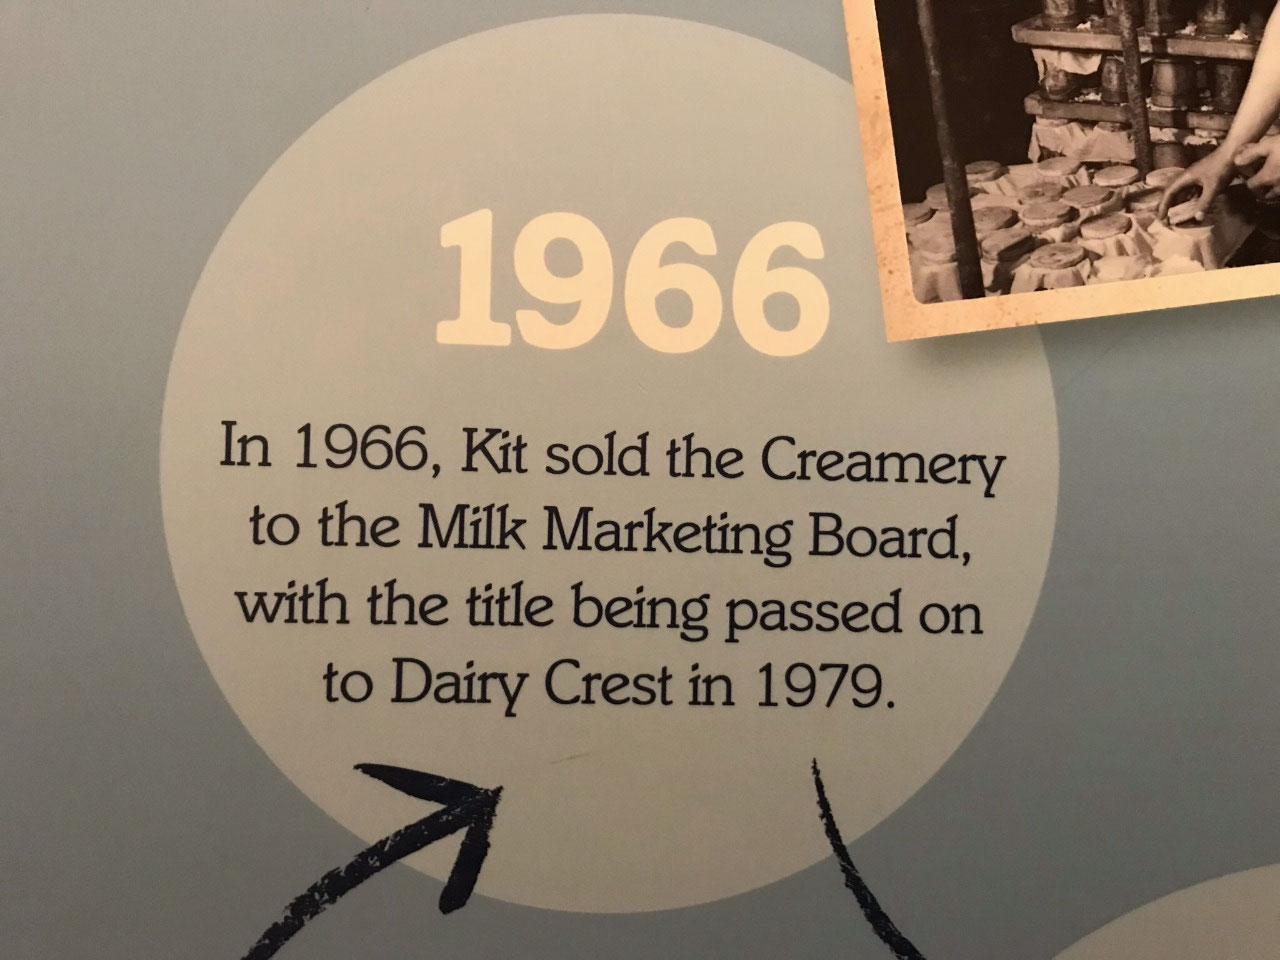 1966
In 1966, Kit sold the Creamery
to the Milk Marketing Board,
with the title being passed on
to Dairy Crest in 1979.